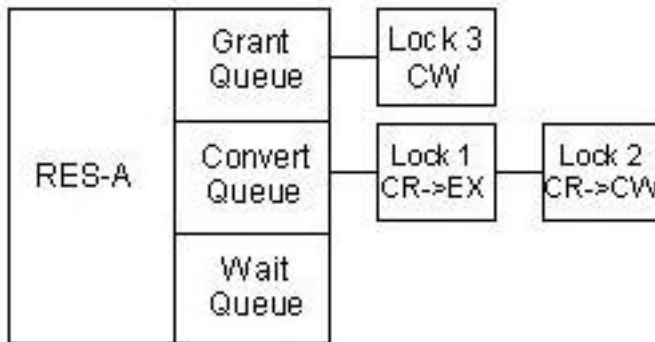 RES-A
Grant
Queue
Lock 3
CW
Convert
Queue
Lock 1
CR->EX
Lock 2
CR->CW
Wait
Queue